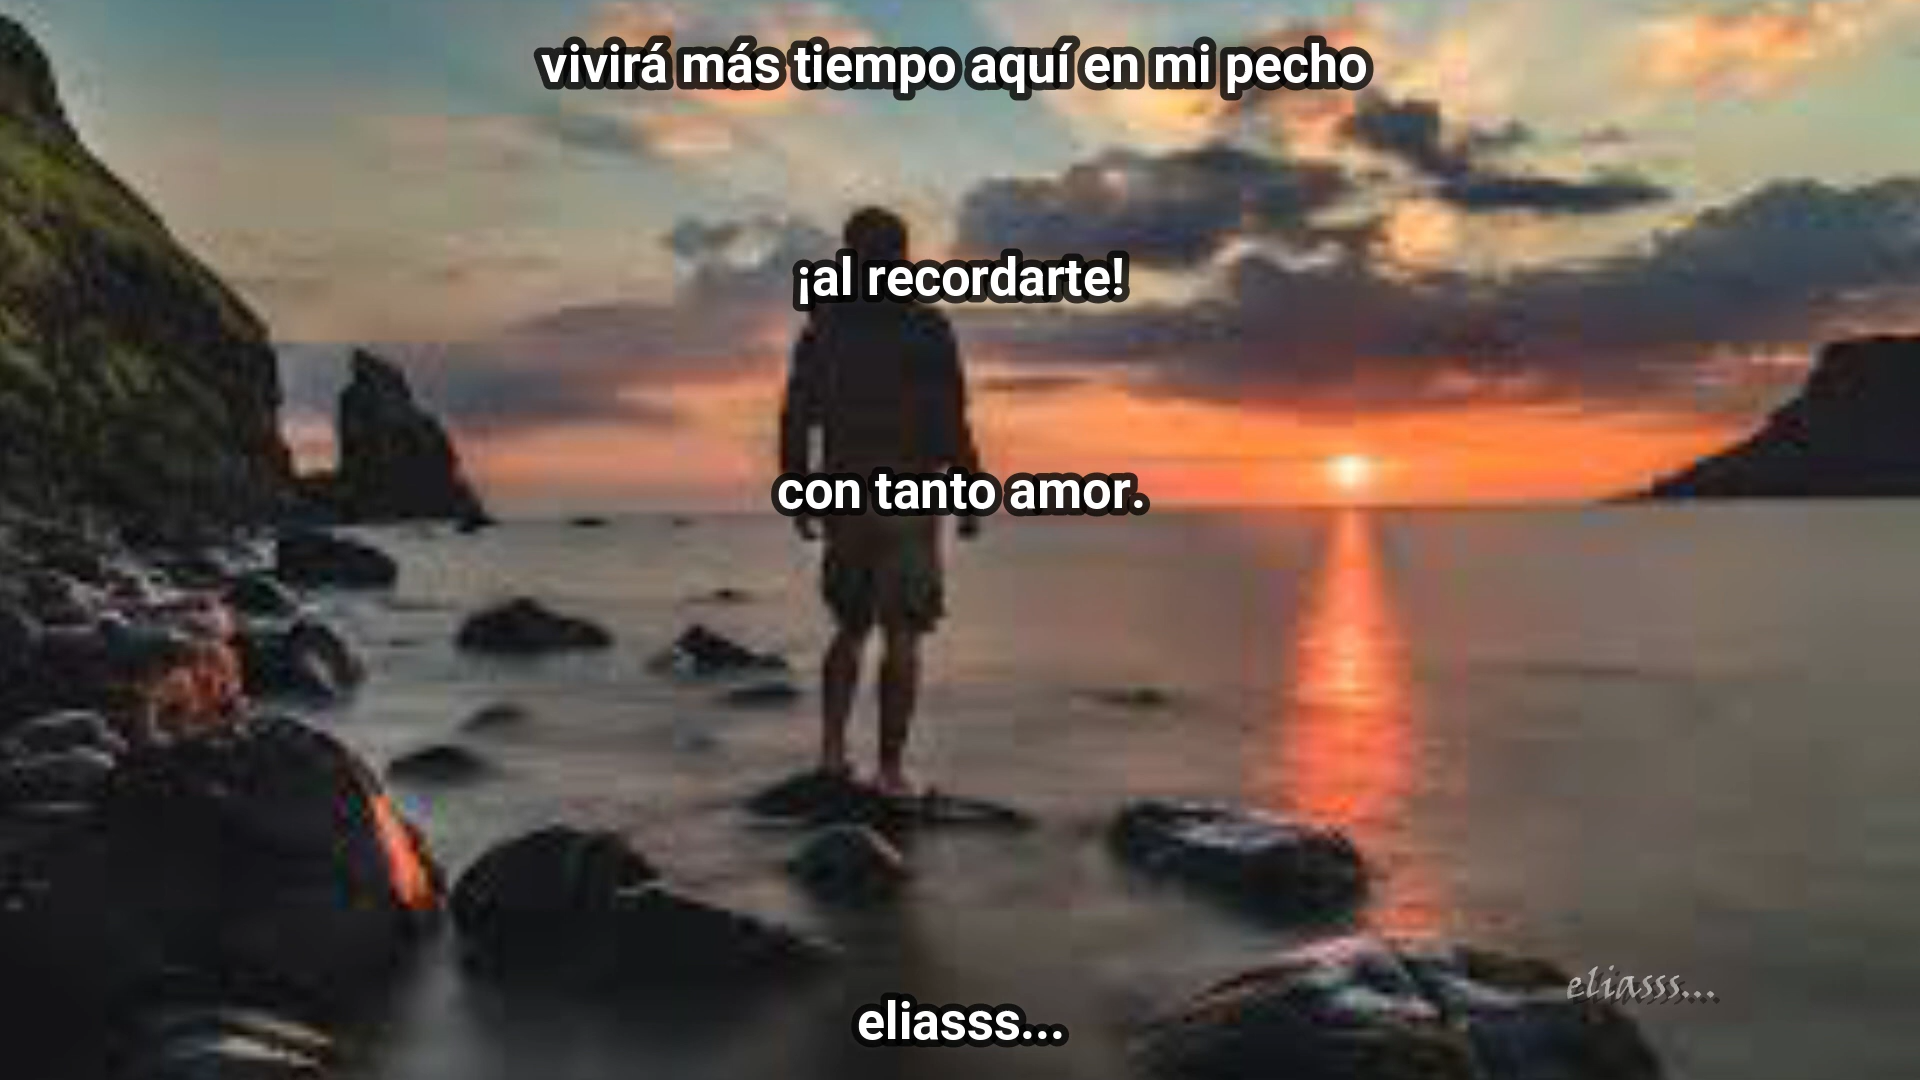 vivirá más tiempo aquí en mi pecho
¡al recordarte!
con tanto amor.
eliasss...
eliasss...